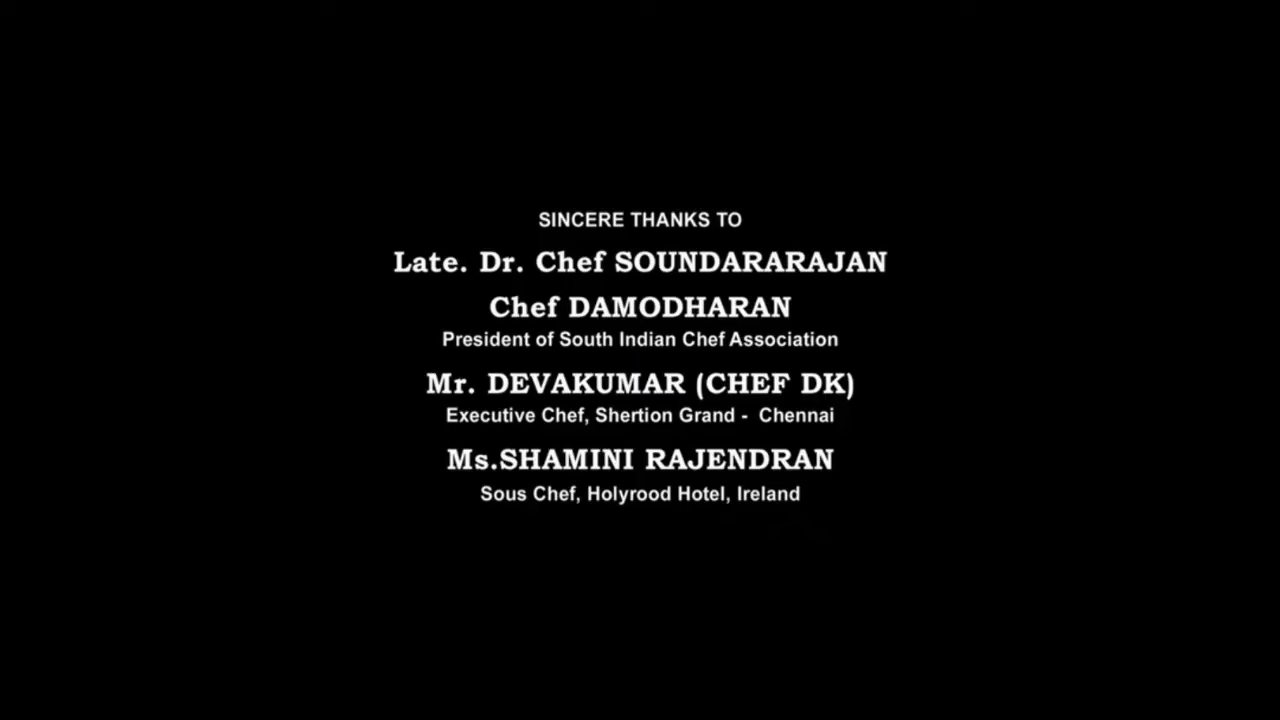 SINCERE THANKS TO
Late. Dr. Chef SOUNDARARAJAN
Chef DAMODHARAN
President of South Indian Chef Association
Mr. DEVAKUMAR (CHEF DK)
Executive Chef, Shertion Grand - Chennai
Ms.SHAMINI RAJENDRAN
Sous Chef, Holyrood Hotel, Ireland